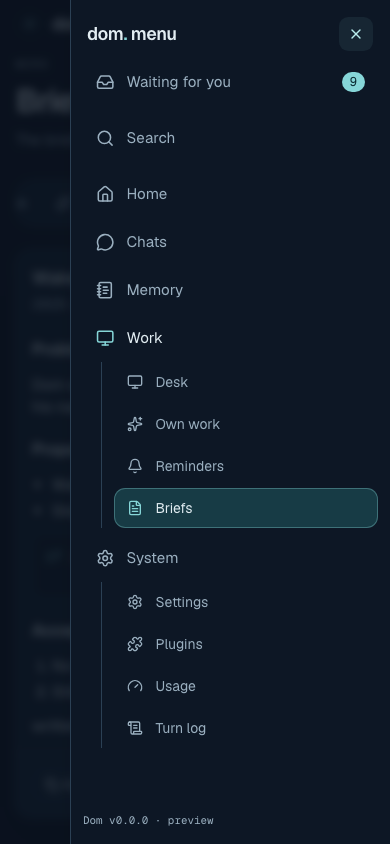 dom. menu
Waiting for you 9
Search
Home
Chats
Memory
Work
Desk
Own work
Reminders
Briefs
System
Settings
Plugins
Usage
Turn log
Dom v0.0.0 · preview